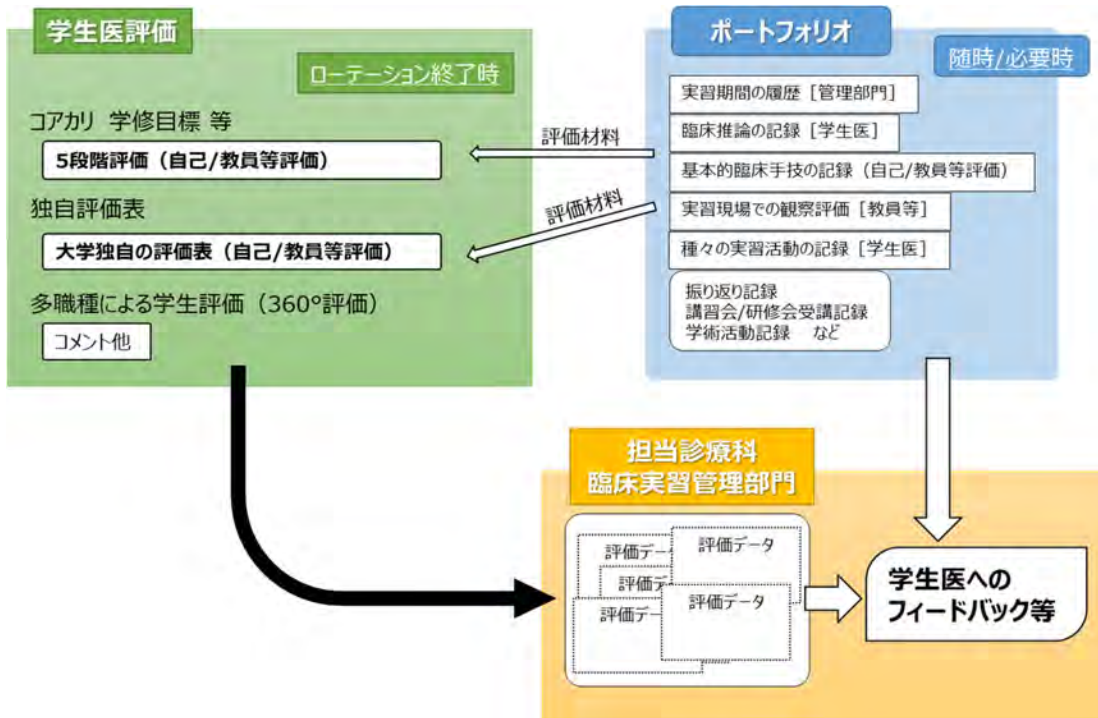 学生医評価
ローテーション終了時
コアカリ 学修目標 等
5段階評価（自己/教員等評価）
独自評価表
大学独自の評価表（自己/教員等評価）
多職種による学生評価（360°評価）
コメント他
評価材料
評価材料
ポートフォリオ
随時/必要時
実習期間の履歴［管理部門］
臨床推論の記録［学生医］
基本的臨床手技の記録（自己/教員等評価）
実習現場での観察評価［教員等］
種々の実習活動の記録［学生医］
振り返り記録
講習会/研修会受講記録
学術活動記録 など
担当診療科
臨床実習管理部門
評価データ
評価データ
評価デー
評価デー
評価データ
学生医への
フィードバック等